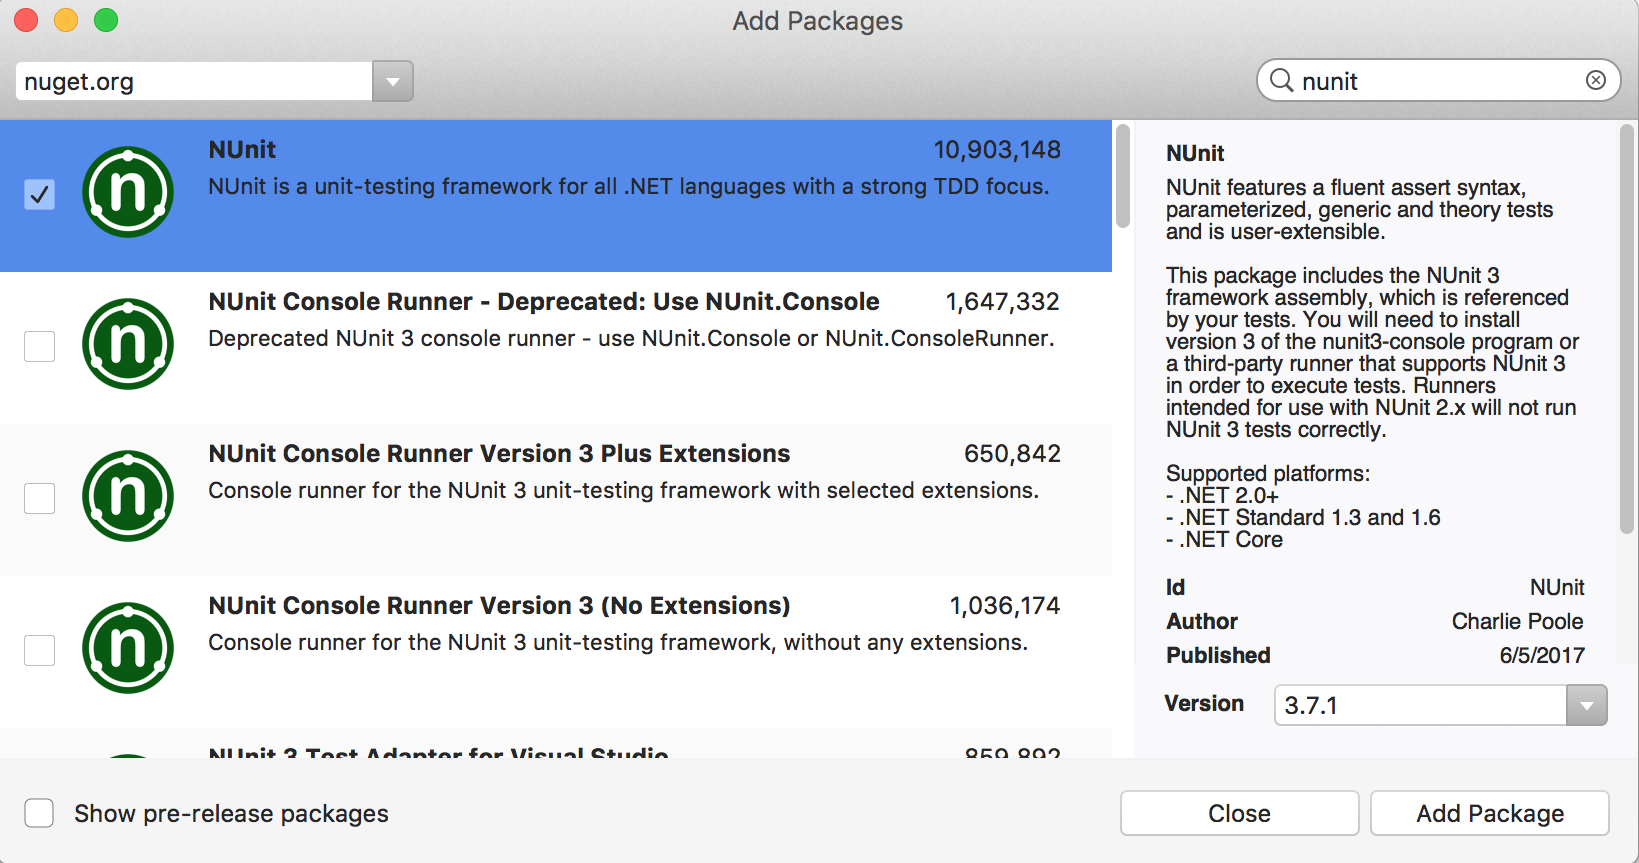 Add Packages
nuget.org
nunit
NUnit
10,903,148
NUnit is a unit-testing framework for all .NET languages with a strong TDD focus.
n
NUnit Console Runner - Deprecated: Use NUnit.Console
1,647,332
Deprecated NUnit 3 console runner - use NUnit.Console or NUnit.ConsoleRunner.
n
NUnit Console Runner Version 3 Plus Extensions
650,842
Console runner for the NUnit 3 unit-testing framework with selected extensions.
n
NUnit Console Runner Version 3 (No Extensions)
1,036,174
Console runner for the NUnit 3 unit-testing framework, without any extensions.
n
NUnit 3 Test Adapter for Visual Studio
859,892
NUnit
NUnit features a fluent assert syntax,
parameterized, generic and theory tests
and is user-extensible.
This package includes the NUnit 3
framework assembly, which is referenced
by your tests. You will need to install
version 3 of the nunit3-console program or
a third-party runner that supports NUnit 3
in order to execute tests. Runners
intended for use with NUnit 2.x will not run
NUnit 3 tests correctly.
Supported platforms:
- .NET 2.0+
- .NET Standard 1.3 and 1.6
- .NET Core
Id NUnit
Author Charlie Poole
Published 6/5/2017
Version 3.7.1
Show pre-release packages
Close
Add Package